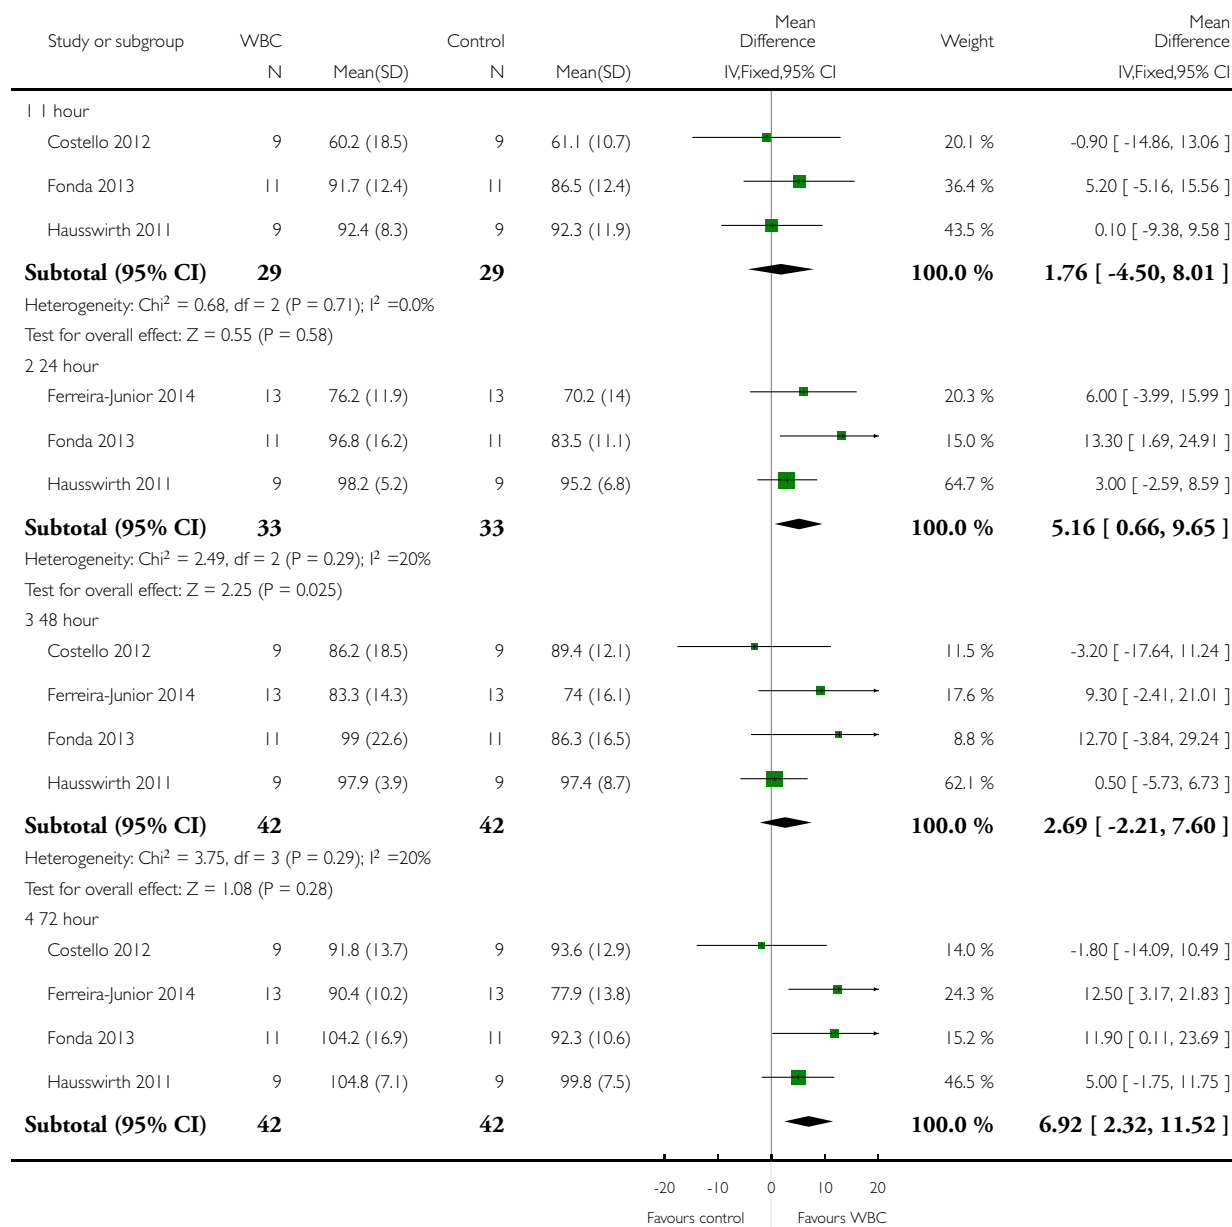 Study or subgroup WBC Control Mean Difference Weight Mean Difference
N Mean(SD) N Mean(SD) IV,Fixed,95% CI IV,Fixed,95% CI
1 1 hour
Costello 2012 9 60.2 (18.5) 9 61.1 (10.7) 20.1 % -0.90 [ -14.86, 13.06 ]
Fonda 2013 11 91.7 (12.4) 11 86.5 (12.4) 36.4 % 5.20 [ -5.16, 15.56 ]
Hausswirth 2011 9 92.4 (8.3) 9 92.3 (11.9) 43.5 % 0.10 [ -9.38, 9.58 ]
Subtotal (95% CI) 29 29 100.0 % 1.76 [ -4.50, 8.01 ]
Heterogeneity: Chi² = 0.68, df = 2 (P = 0.71); I² =0.0%
Test for overall effect: Z = 0.55 (P = 0.58)
2 24 hour
Ferreira-Junior 2014 13 76.2 (11.9) 13 70.2 (14) 20.3 % 6.00 [ -3.99, 15.99 ]
Fonda 2013 11 96.8 (16.2) 11 83.5 (11.1) 15.0 % 13.30 [ 1.69, 24.91 ]
Hausswirth 2011 9 98.2 (5.2) 9 95.2 (6.8) 64.7 % 3.00 [ -2.59, 8.59 ]
Subtotal (95% CI) 33 33 100.0 % 5.16 [ 0.66, 9.65 ]
Heterogeneity: Chi² = 2.49, df = 2 (P = 0.29); I² =20%
Test for overall effect: Z = 2.25 (P = 0.025)
3 48 hour
Costello 2012 9 86.2 (18.5) 9 89.4 (12.1) 11.5 % -3.20 [ -17.64, 11.24 ]
Ferreira-Junior 2014 13 83.3 (14.3) 13 74 (16.1) 17.6 % 9.30 [ -2.41, 21.01 ]
Fonda 2013 11 99 (22.6) 11 86.3 (16.5) 8.8 % 12.70 [ -3.84, 29.24 ]
Hausswirth 2011 9 97.9 (3.9) 9 97.4 (8.7) 62.1 % 0.50 [ -5.73, 6.73 ]
Subtotal (95% CI) 42 42 100.0 % 2.69 [ -2.21, 7.60 ]
Heterogeneity: Chi² = 3.75, df = 3 (P = 0.29); I² =20%
Test for overall effect: Z = 1.08 (P = 0.28)
4 72 hour
Costello 2012 9 91.8 (13.7) 9 93.6 (12.9) 14.0 % -1.80 [ -14.09, 10.49 ]
Ferreira-Junior 2014 13 90.4 (10.2) 13 77.9 (13.8) 24.3 % 12.50 [ 3.17, 21.83 ]
Fonda 2013 11 104.2 (16.9) 11 92.3 (10.6) 15.2 % 11.90 [ 0.11, 23.69 ]
Hausswirth 2011 9 104.8 (7.1) 9 99.8 (7.5) 46.5 % 5.00 [ -1.75, 11.75 ]
Subtotal (95% CI) 42 42 100.0 % 6.92 [ 2.32, 11.52 ]
-20 -10 0 10 20
Favours control Favours WBC